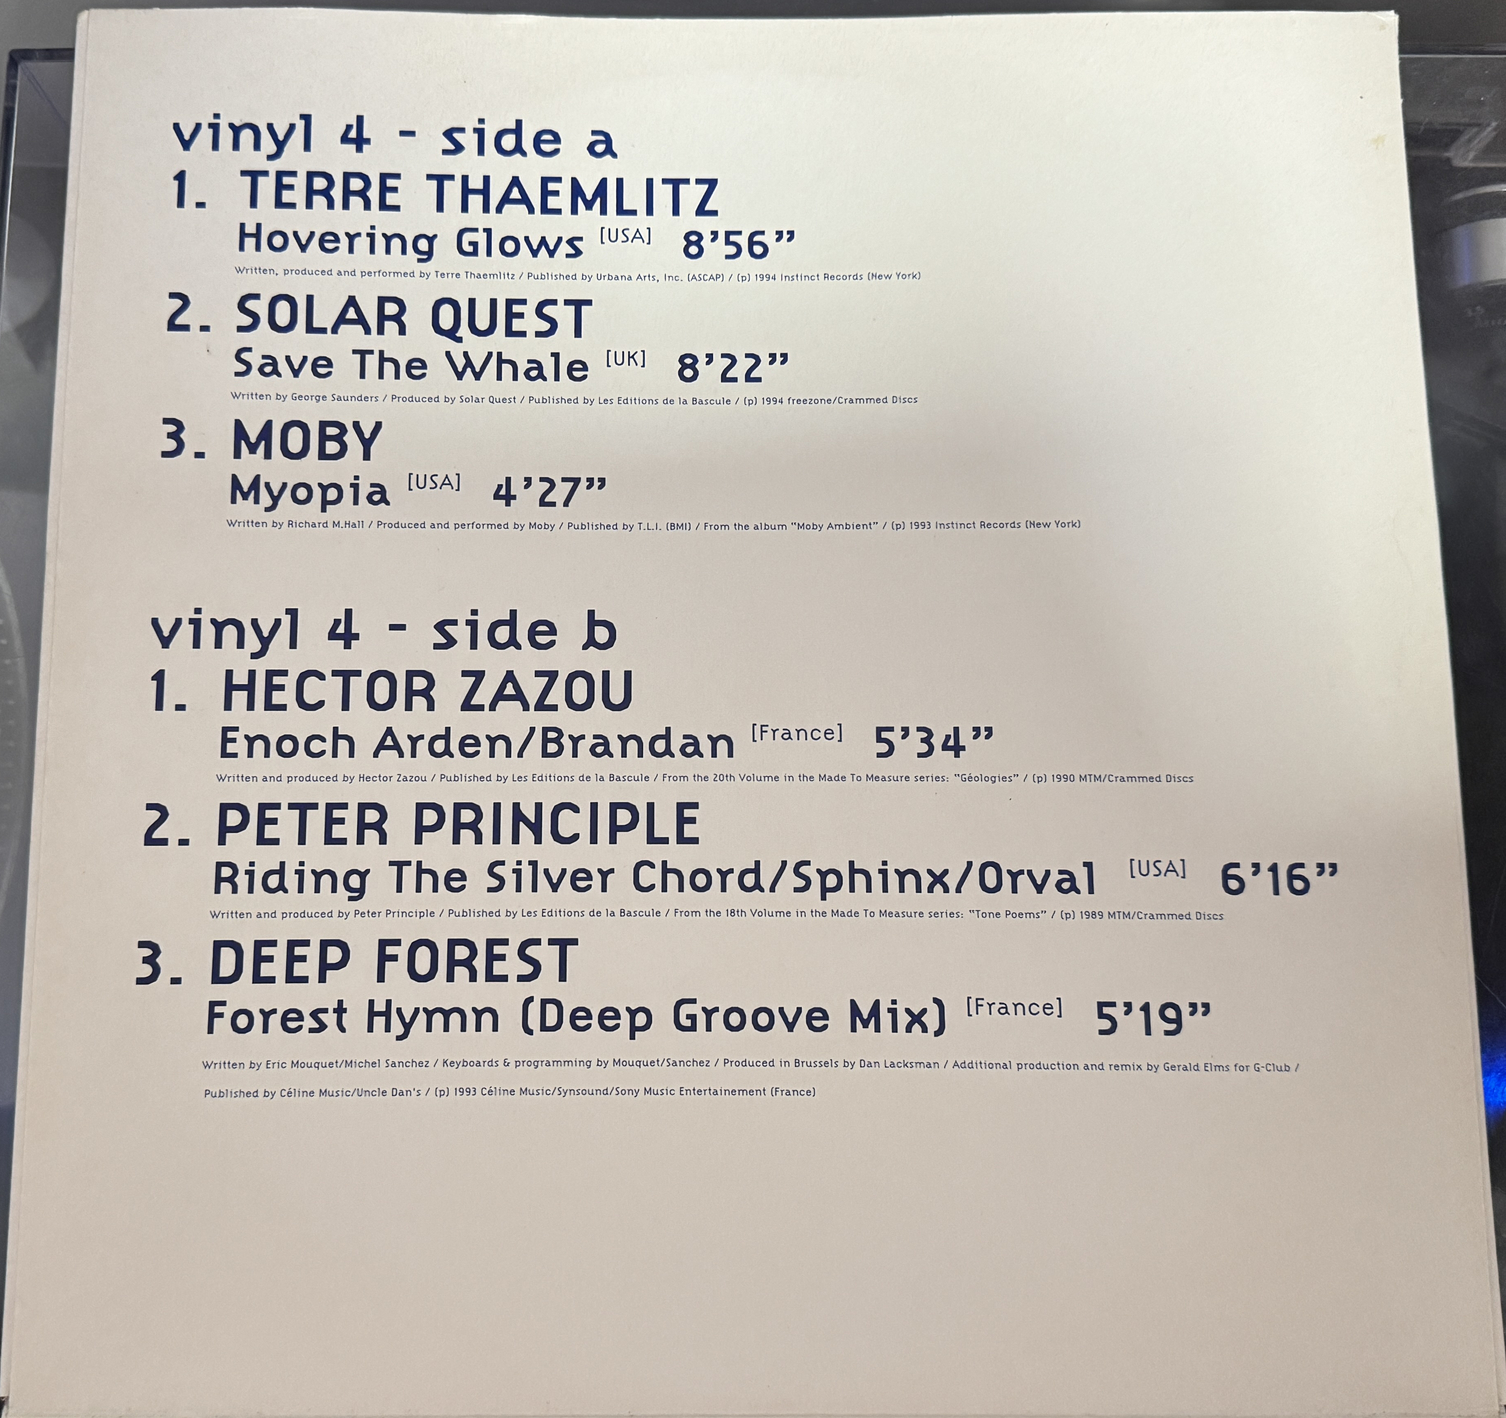 vinyl 4 - side a
1. TERRE THAEMLITZ
Hovering Glows [USA] 8'56”
Written, produced and performed by Terre Thaemlitz / Published by Urbana Arts, Inc. (ASCAP) / (p) 1994 Instinct Records (New York)
2. SOLAR QUEST
Save The Whale [UK] 8'22”
Written by George Saunders / Produced by Solar Quest / Published by Les Editions de la Bascule / (p) 1994 freezone/Crammed Discs
3. MOBY
Myopia [USA] 4'27”
Written by Richard M.Hall / Produced and performed by Moby / Published by T.L.I. (BMI) / From the album "Moby Ambient" / (p) 1993 Instinct Records (New York)
vinyl 4 - side b
1. HECTOR ZAZOU
Enoch Arden/Brandan [France] 5'34”
Written and produced by Hector Zazou / Published by Les Editions de la Bascule / From the 20th Volume in the Made To Measure series: "Géologies" / (p) 1990 MTM/Crammed Discs
2. PETER PRINCIPLE
Riding The Silver Chord/Sphinx/Orval [USA] 6'16”
Written and produced by Peter Principle / Published by Les Editions de la Bascule / From the 18th Volume in the Made To Measure series: "Tone Poems" / (p) 1989 MTM/Crammed Discs
3. DEEP FOREST
Forest Hymn (Deep Groove Mix) [France] 5'19”
Written by Eric Mouquet/Michel Sanchez / Keyboards & programming by Mouquet/Sanchez / Produced in Brussels by Dan Lacksman / Additional production and remix by Gerald Elms for G-Club /
Published by Céline Music/Uncle Dan's / (p) 1993 Céline Music/Synsound/Sony Music Entertainement (France)